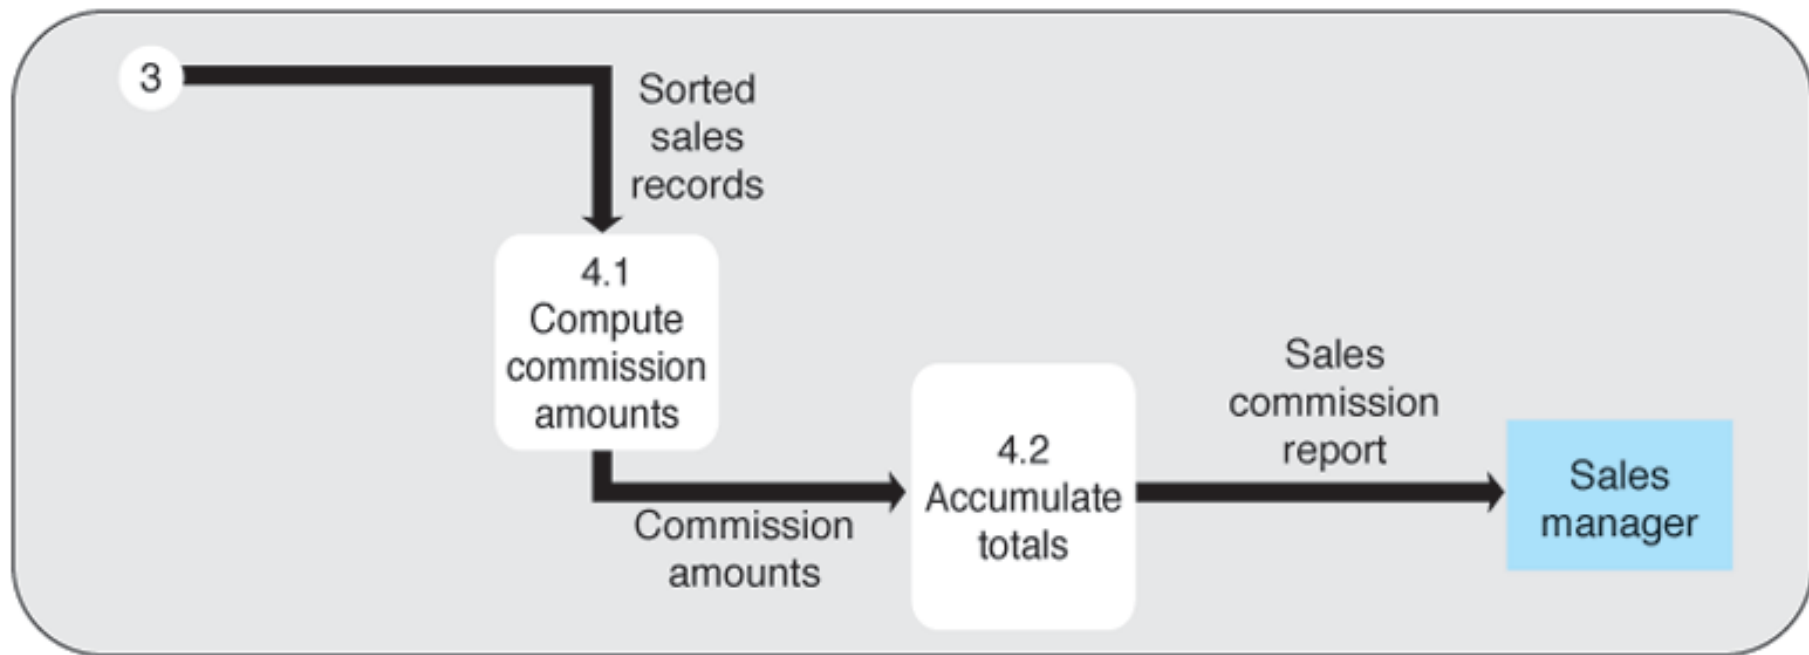 3
Sorted
sales
records
4.1
Compute
commission
amounts
Commission
amounts
4.2
Accumulate
totals
Sales
commission
report
Sales
manager